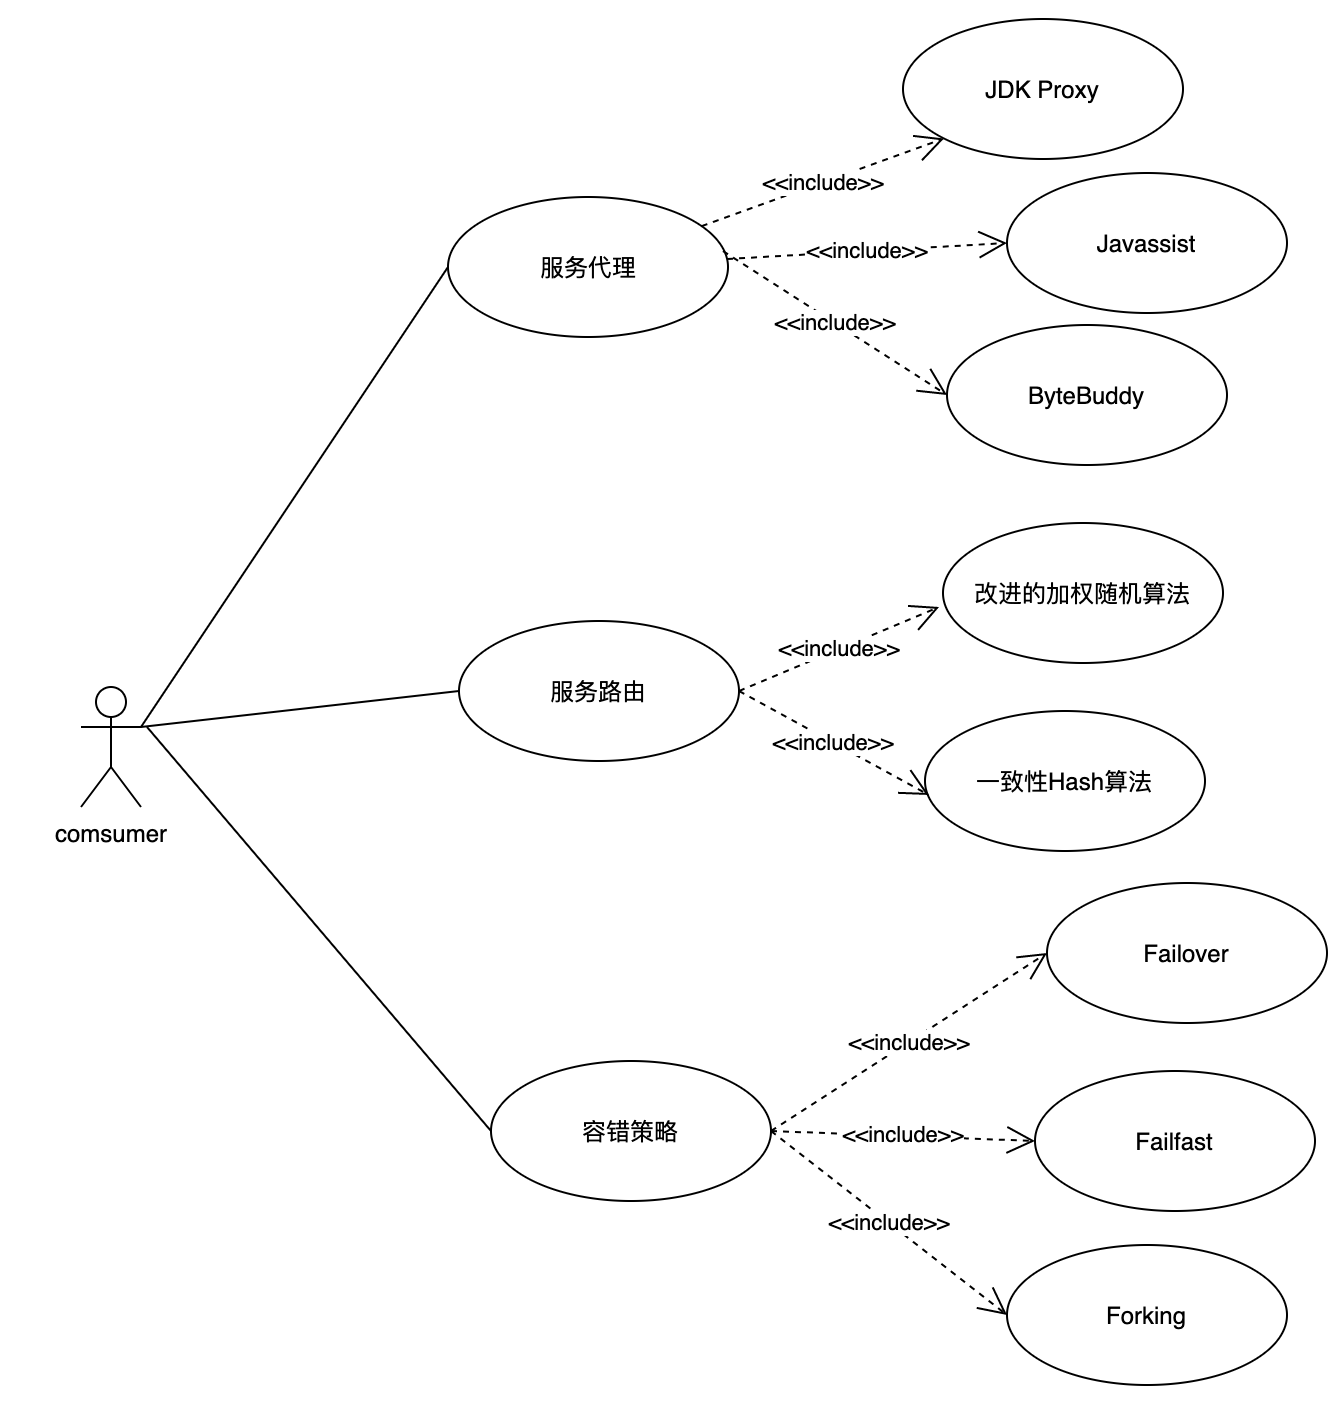 JDK Proxy
<<include>>
服务代理
<<include>>
Javassist
<<include>>
ByteBuddy
改进的加权随机算法
<<include>>
服务路由
<<include>>
一致性Hash算法
comsumer
Failover
<<include>>
容错策略
<<include>>
Failfast
<<include>>
Forking